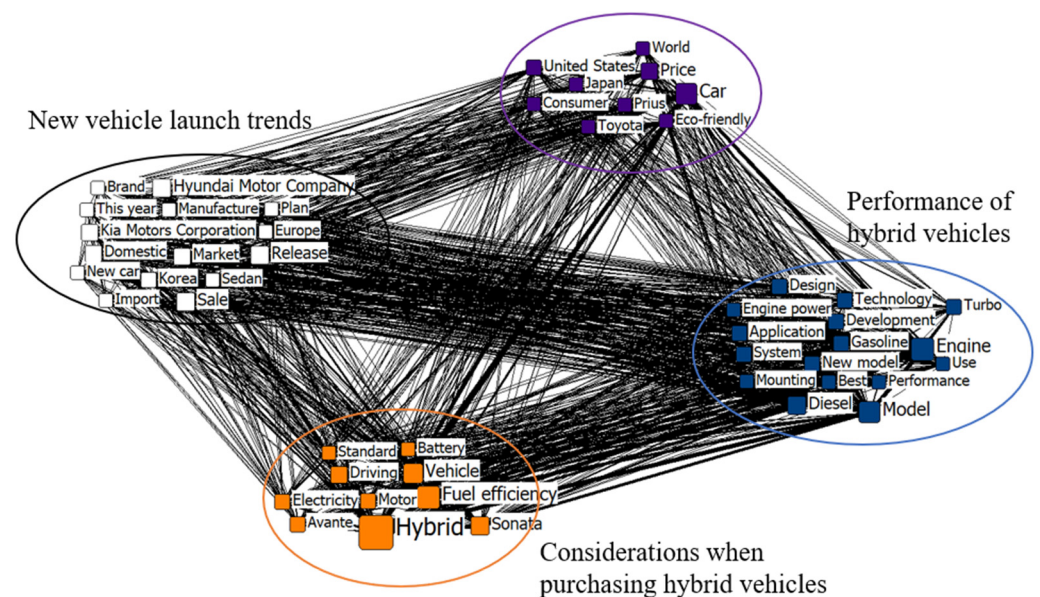 World
United States
Price
Japan
Car
Consumer
Prius
Eco-friendly
Toyota
New vehicle launch trends
Brand
Hyundai Motor Company
This year
Manufacture
Plan
Kia Motors Corporation
Europe
Domestic
Market
Release
New car
Korea
Sedan
Import
Sale
Performance of
hybrid vehicles
Design
Technology
Turbo
Engine power
Development
Application
Gasoline
Engine
System
New model
Use
Mounting
Best
Performance
Diesel
Model
Standard
Battery
Driving
Vehicle
Electricity
Motor
Fuel efficiency
Avante
Hybrid
Sonata
Considerations when
purchasing hybrid vehicles